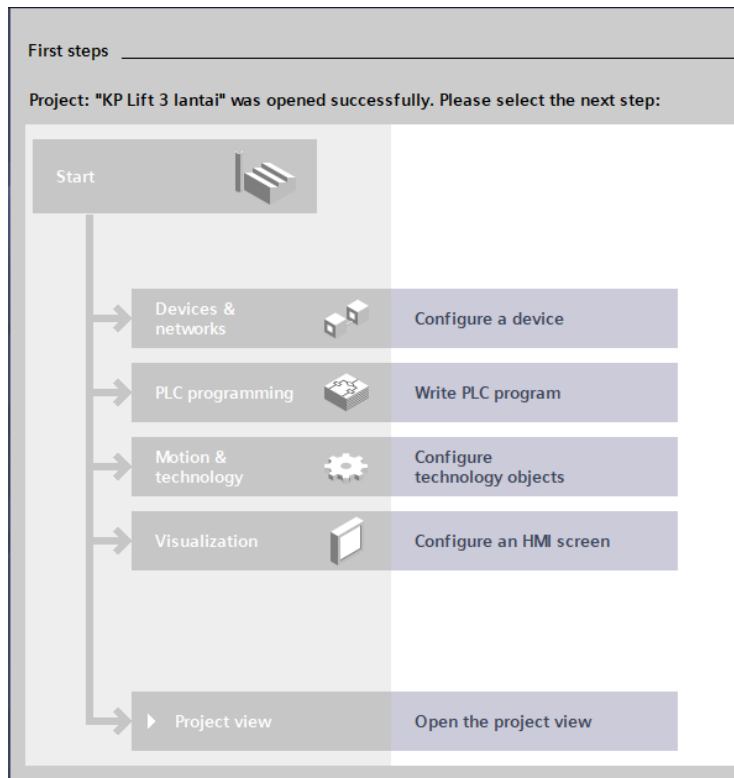 First steps
Project: "KP Lift 3 lantai" was opened successfully. Please select the next step:
Start
Devices &
networks
Configure a device
PLC programming
Write PLC program
Motion &
technology
Configure
technology objects
Visualization
Configure an HMI screen
Project view
Open the project view